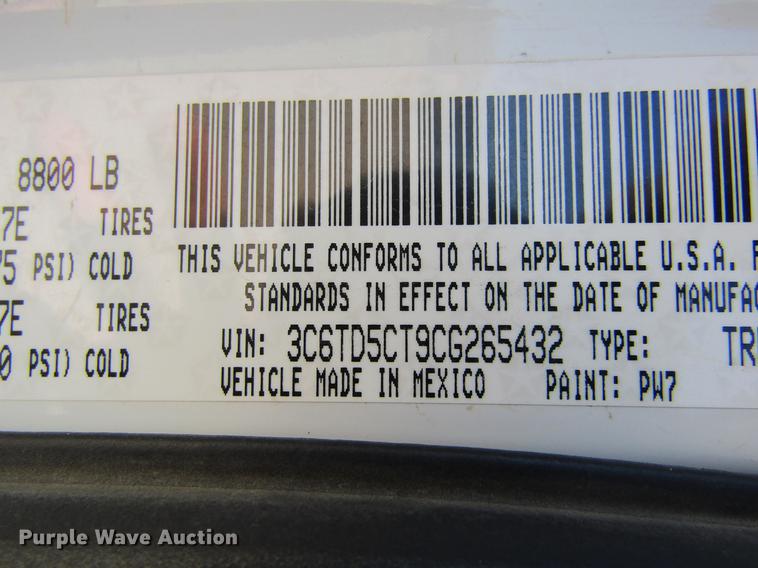 8800 LB
7E TIRES
75 PSI) COLD
7E TIRES
0 PSI) COLD
THIS VEHICLE CONFORMS TO ALL APPLICABLE U.S.A. F
STANDARDS IN EFFECT ON THE DATE OF MANUFAC
VIN: 3C6TD5CT9CG265432 TYPE: TR
VEHICLE MADE IN MEXICO PAINT: PW7
Purple Wave Auction